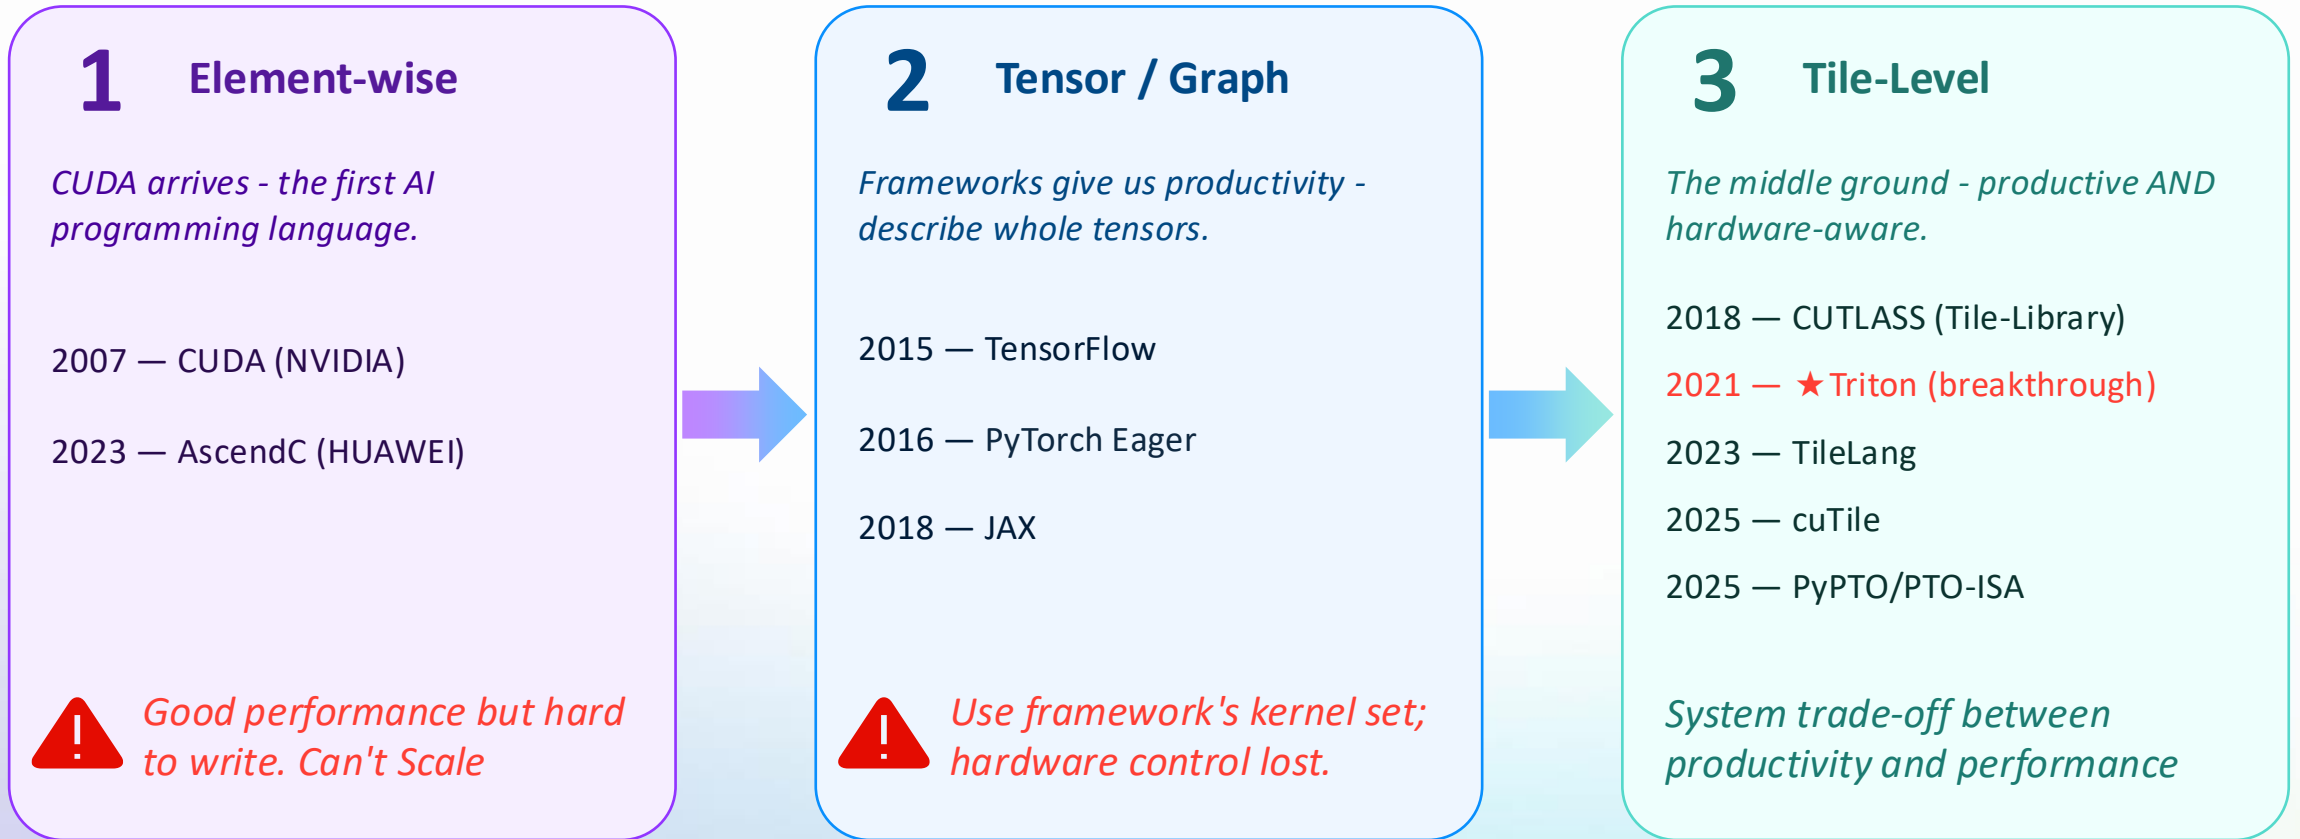 1 Element-wise
CUDA arrives - the first AI
programming language.
2007 — CUDA (NVIDIA)
2023 — AscendC (HUAWEI)
! Good performance but hard
to write. Can't Scale
2 Tensor / Graph
Frameworks give us productivity -
describe whole tensors.
2015 — TensorFlow
2016 — PyTorch Eager
2018 — JAX
! Use framework's kernel set;
hardware control lost.
3 Tile-Level
The middle ground - productive AND
hardware-aware.
2018 — CUTLASS (Tile-Library)
2021 — ★ Triton (breakthrough)
2023 — TileLang
2025 — cuTile
2025 — PyPTO/PTO-ISA
System trade-off between
productivity and performance